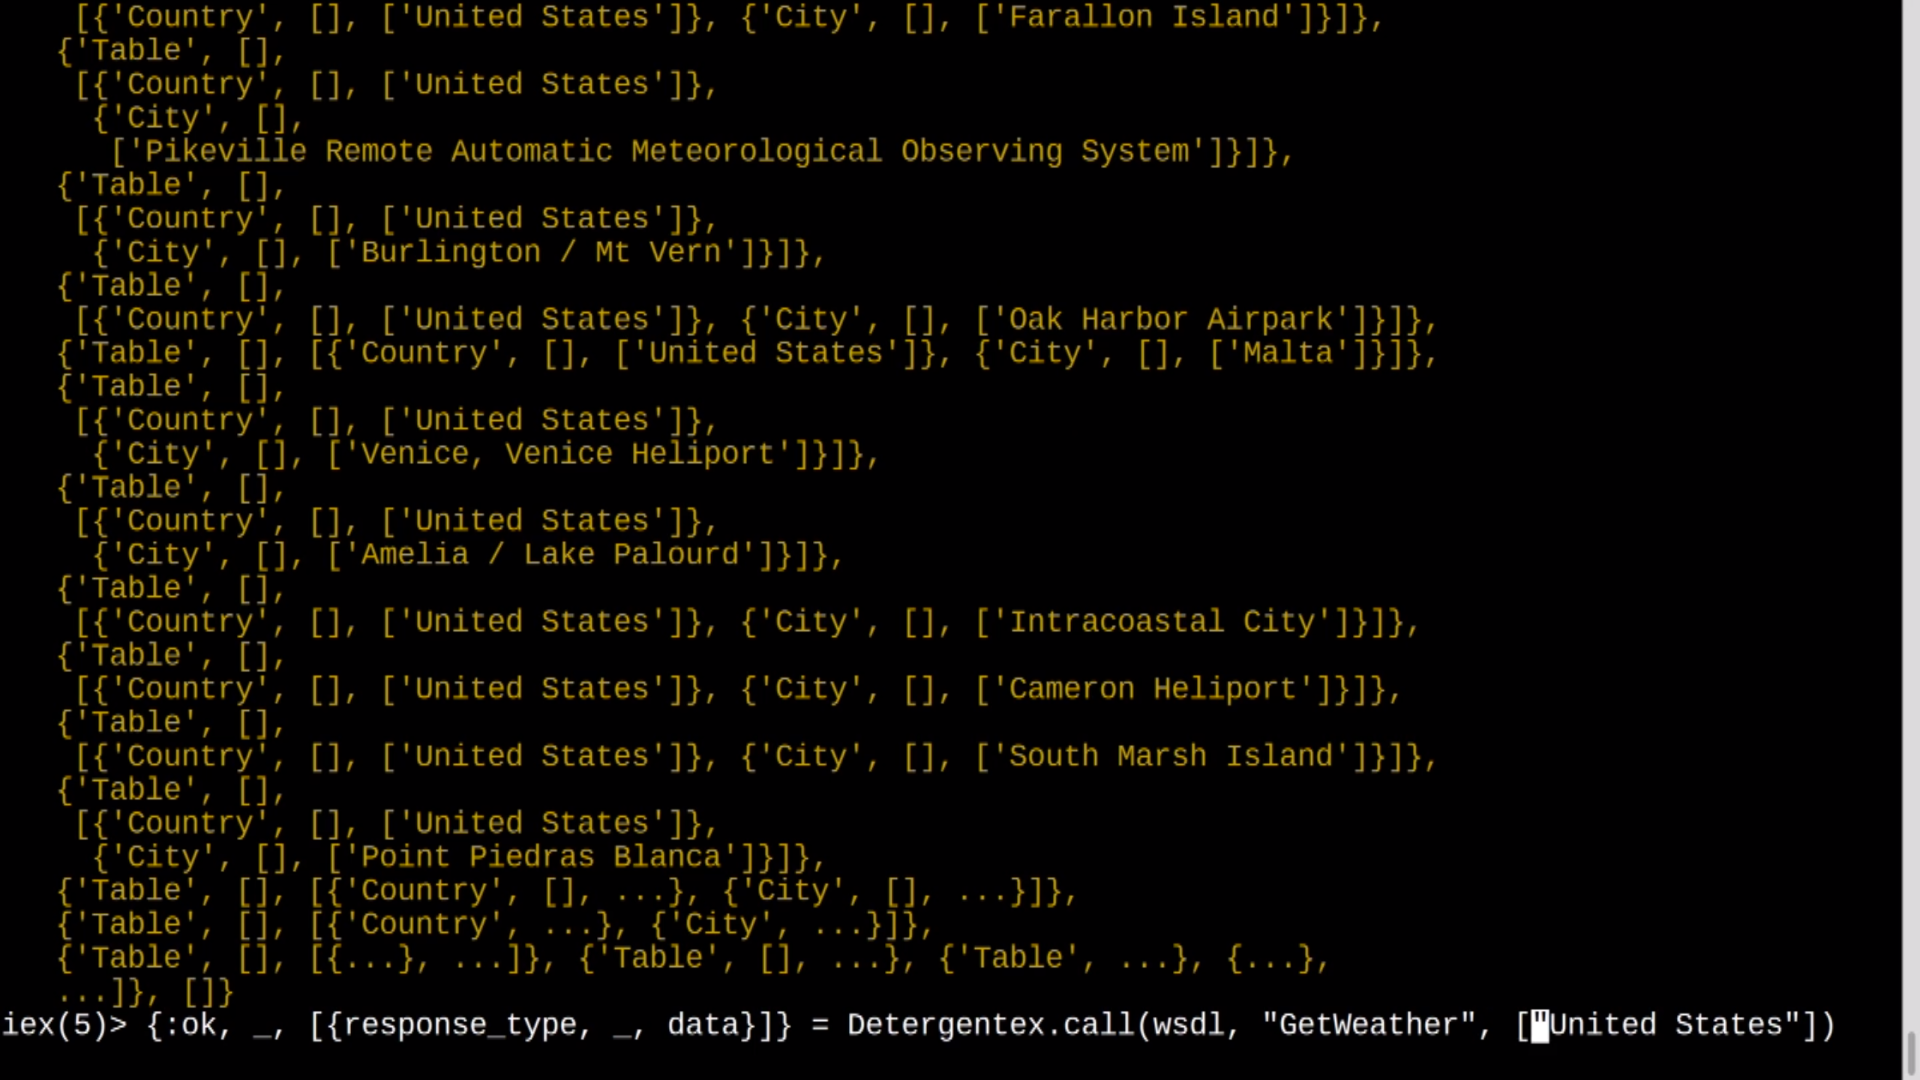 [{'Country', [], ['United States']}, {'City', [], ['Farallon Island']}]},
{'Table', [],
[{'Country', [], ['United States']},
{'City', [],
['Pikeville Remote Automatic Meteorological Observing System']}]},
{'Table', [],
[{'Country', [], ['United States']},
{'City', [], ['Burlington / Mt Vern']}]},
{'Table', [],
[{'Country', [], ['United States']}, {'City', [], ['Oak Harbor Airpark']}]},
{'Table', [], [{'Country', [], ['United States']}, {'City', [], ['Malta']}]},
{'Table', [],
[{'Country', [], ['United States']},
{'City', [], ['Venice, Venice Heliport']}]},
{'Table', [],
[{'Country', [], ['United States']},
{'City', [], ['Amelia / Lake Palourd']}]},
{'Table', [],
[{'Country', [], ['United States']}, {'City', [], ['Intracoastal City']}]},
{'Table', [],
[{'Country', [], ['United States']}, {'City', [], ['Cameron Heliport']}]},
{'Table', [],
[{'Country', [], ['United States']}, {'City', [], ['South Marsh Island']}]},
{'Table', [],
[{'Country', [], ['United States']},
{'City', [], ['Point Piedras Blanca']}]},
{'Table', [], [{'Country', [], ...}, {'City', [], ...}]},
{'Table', [], [{'Country', ...}, {'City', ...}]},
{'Table', [], [{...}, ...]}, {'Table', [], ...}, {'Table', ...}, {...},
...]}, []}
iex(5)> {:ok, _, [{response_type, _, data}]} = Detergentex.call(wsdl, "GetWeather", ["United States"])